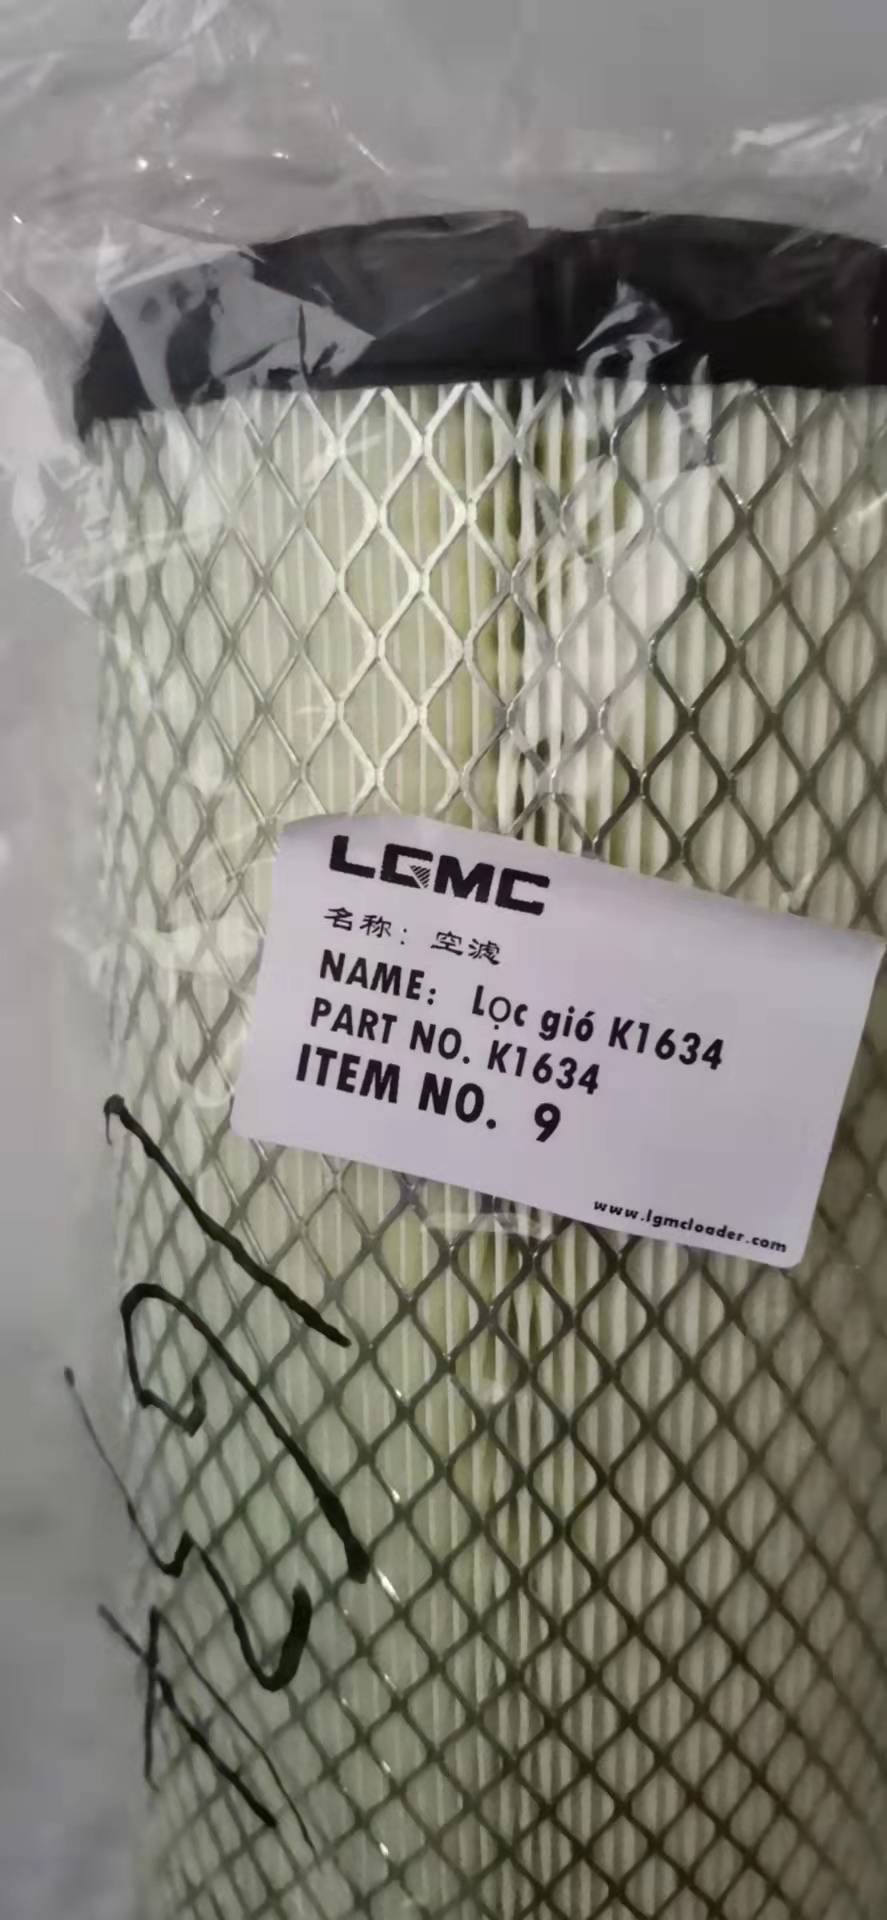 LGMC
名称：空滤
NAME: Lọc gió K1634
PART NO. K1634
ITEM NO. 9
www.lgmcloader.com